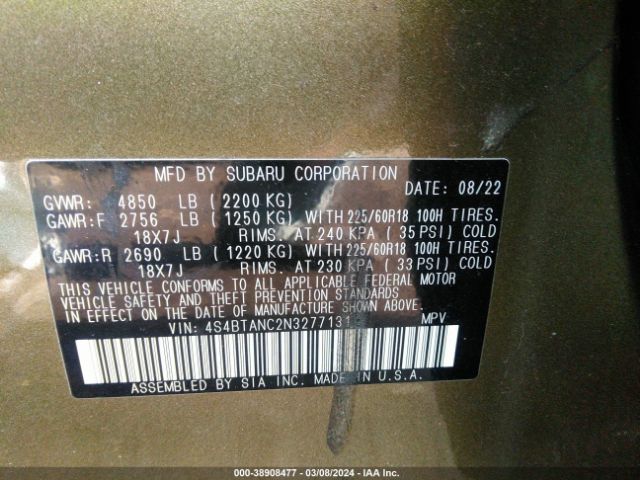 MFD BY SUBARU CORPORATION
DATE: 08/22
GVWR: 4850 LB ( 2200 KG)
GAWR:F 2756 LB ( 1250 KG) WITH 225/60R18 100H TIRES.
18X7J RIMS. AT 240 KPA ( 35 PSI) COLD
GAWR:R 2690 LB ( 1220 KG) WITH 225/60R18 100H TIRES.
18X7J RIMS. AT 230 KPA ( 33 PSI) COLD
THIS VEHICLE CONFORMS TO ALL APPLICABLE FEDERAL MOTOR
VEHICLE SAFETY AND THEFT PREVENTION STANDARDS
IN EFFECT ON THE DATE OF MANUFACTURE SHOWN ABOVE.
VIN: 4S4BTANC2N3277131 MPV
ASSEMBLED BY SIA INC. MADE IN U.S.A.
000-38908477 - 03/08/2024 - IAA Inc.